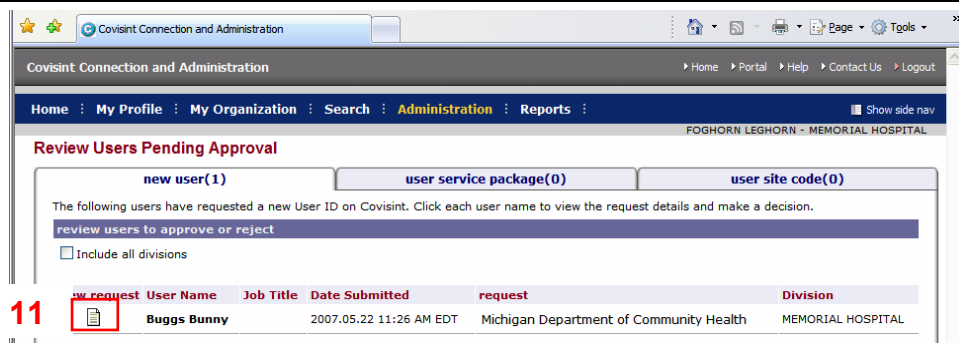 Covisint Connection and Administration
Page Tools »
Covisint Connection and Administration Home Portal Help Contact Us Logout
Home My Profile My Organization Search Administration Reports Show side nav
FOGHORN LEGHORN - MEMORIAL HOSPITAL
Review Users Pending Approval
new user(1) user service package(0) user site code(0)
The following users have requested a new User ID on Covisint. Click each user name to view the request details and make a decision.
review users to approve or reject
Include all divisions
request User Name Job Title Date Submitted request Division
11 Buggs Bunny 2007.05.22 11:26 AM EDT Michigan Department of Community Health MEMORIAL HOSPITAL